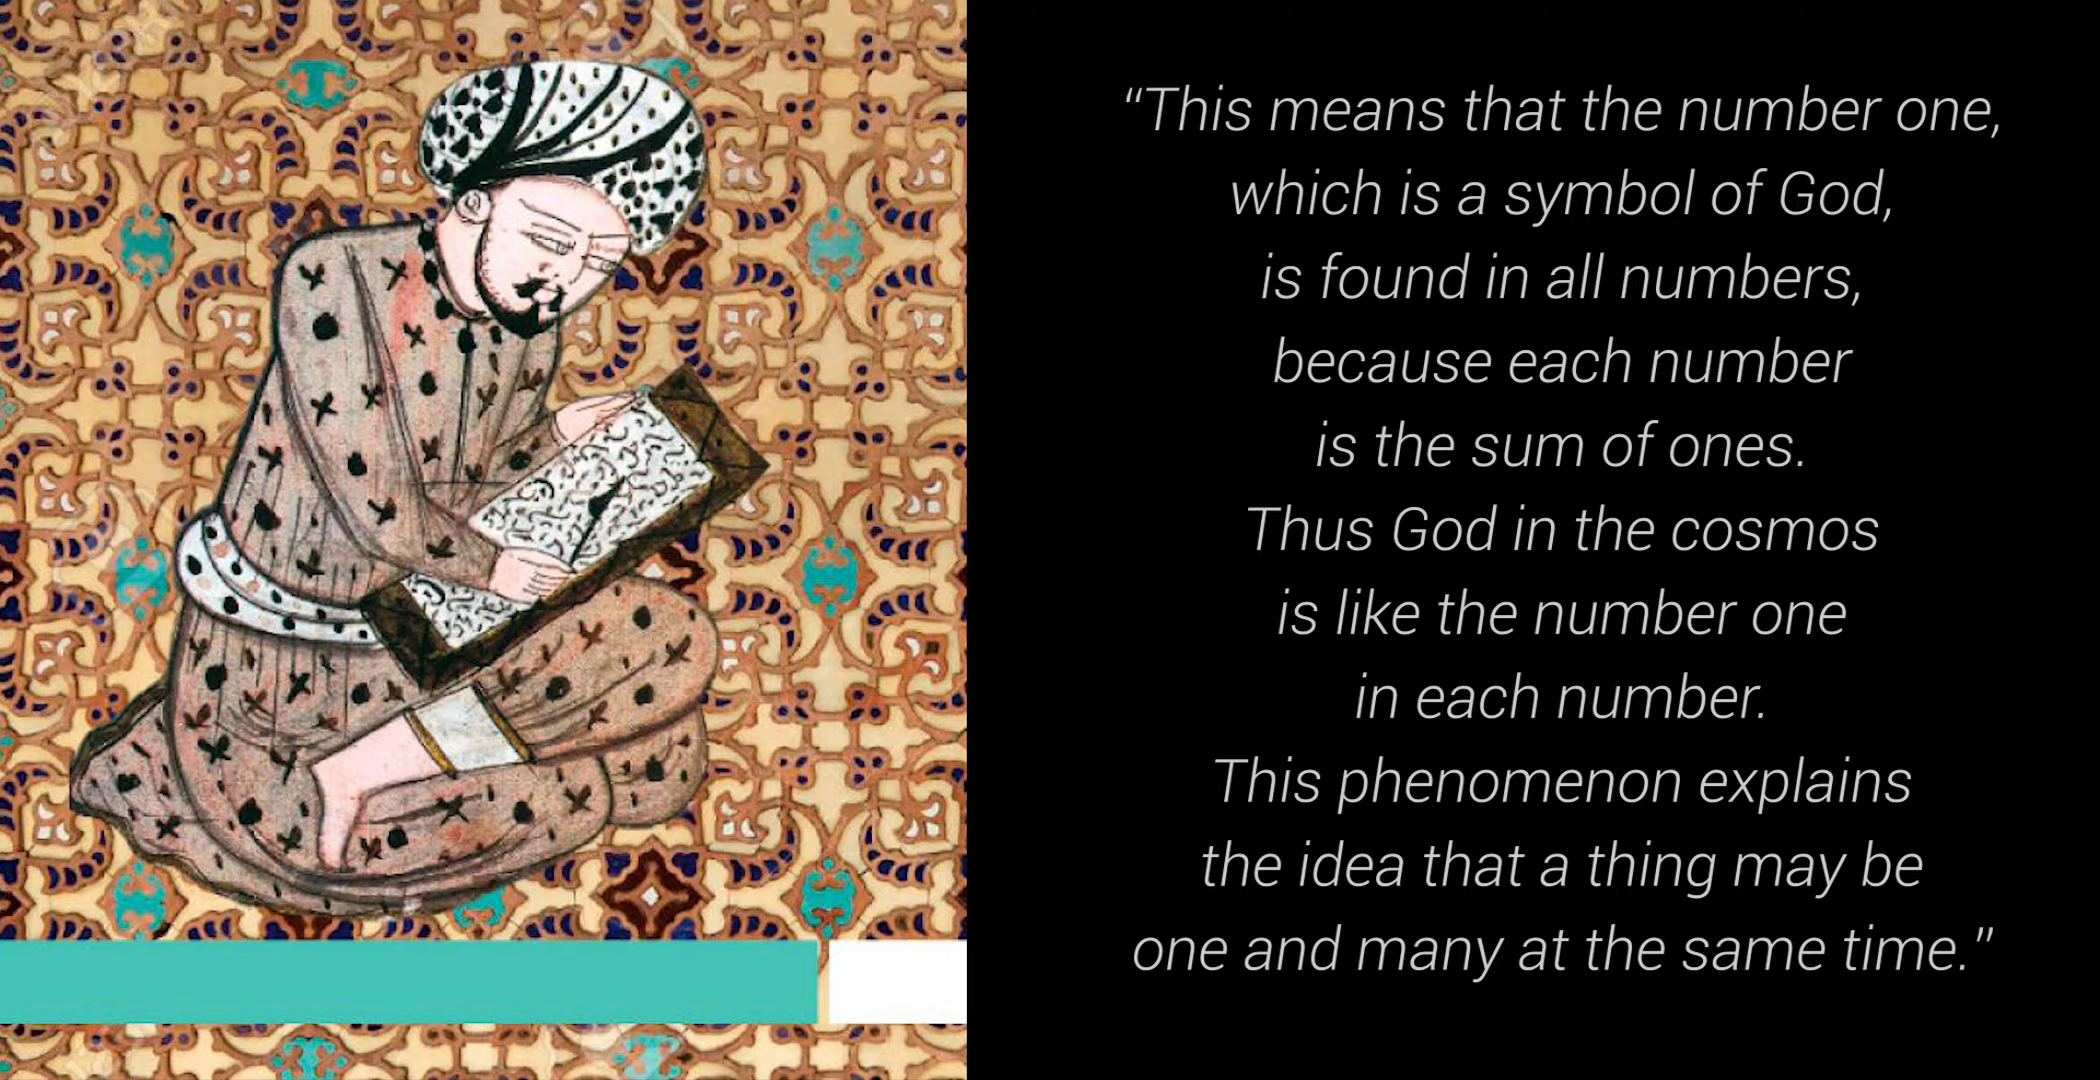 “This means that the number one,
which is a symbol of God,
is found in all numbers,
because each number
is the sum of ones.
Thus God in the cosmos
is like the number one
in each number.
This phenomenon explains
the idea that a thing may be
one and many at the same time.”